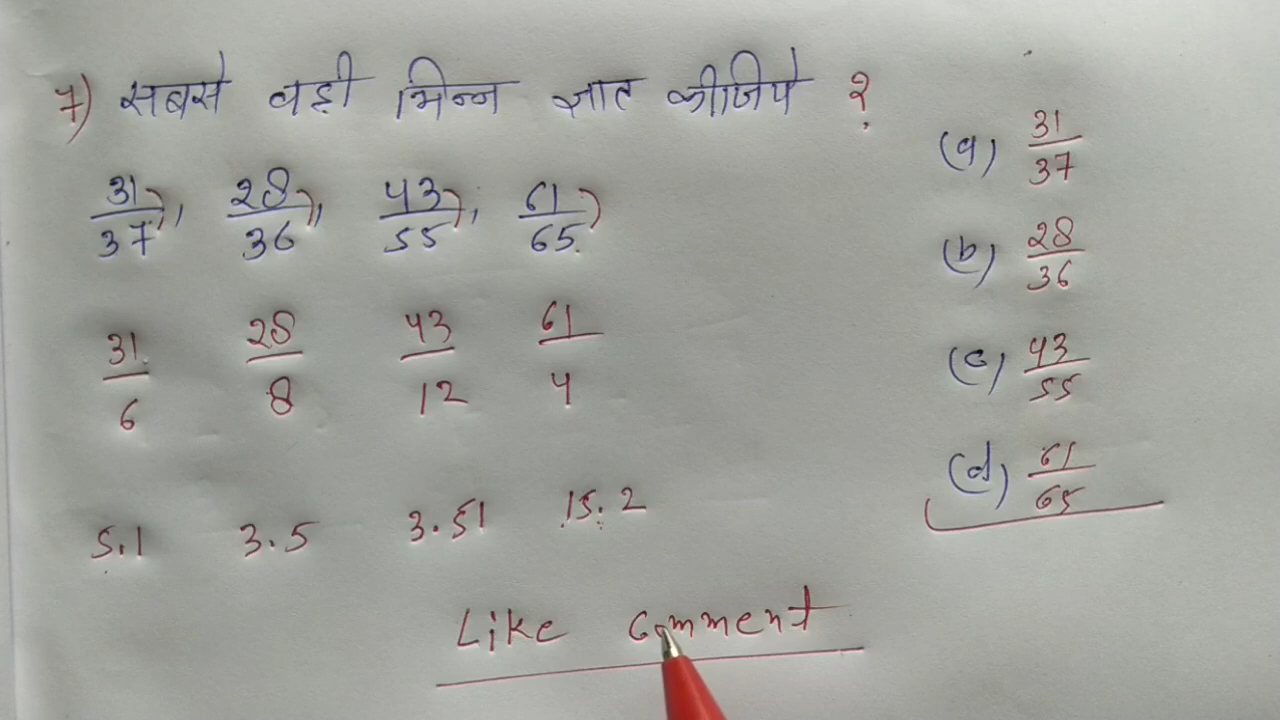 7) सबसे बड़ी भिन्न ज्ञात कीजिये ?
31/37), 28/36), 43/55), 61/65)
31/6 28/8 43/12 61/4
5.1 3.5 3.51 15.2
(a) 31/37
(b) 28/36
(c) 43/55
(d) 61/65
Like Comment